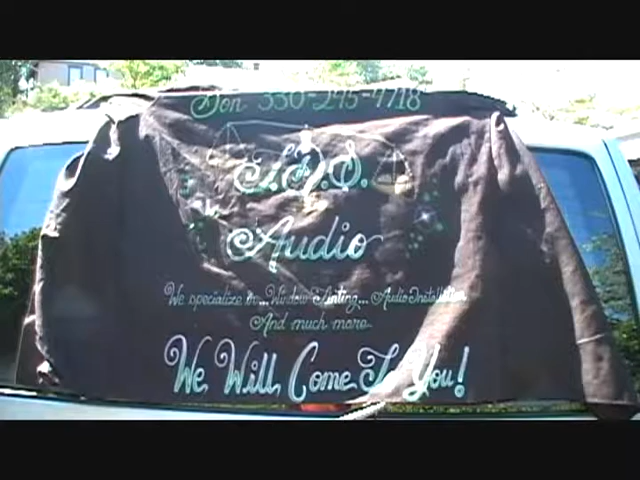 Don 330-295-7718
Audio
We specialize in...Window Tinting... Audio Installation
And much more
We Will Come To You!